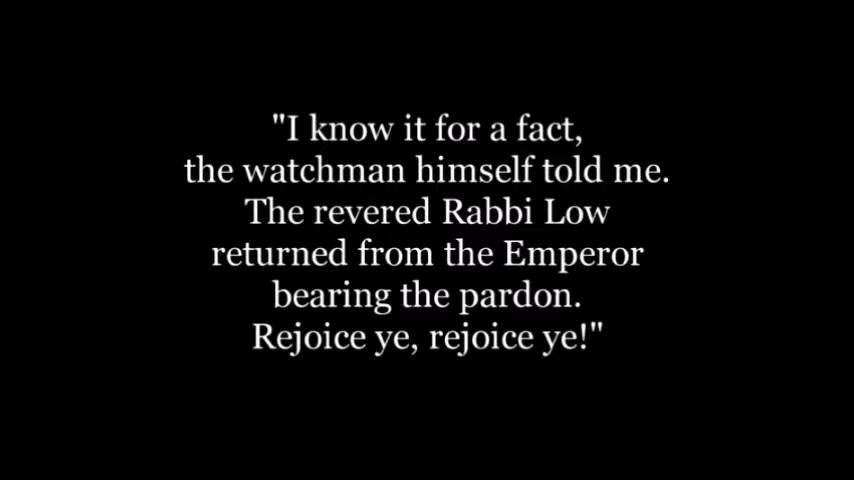 "I know it for a fact,
the watchman himself told me.
The revered Rabbi Low
returned from the Emperor
bearing the pardon.
Rejoice ye, rejoice ye!"